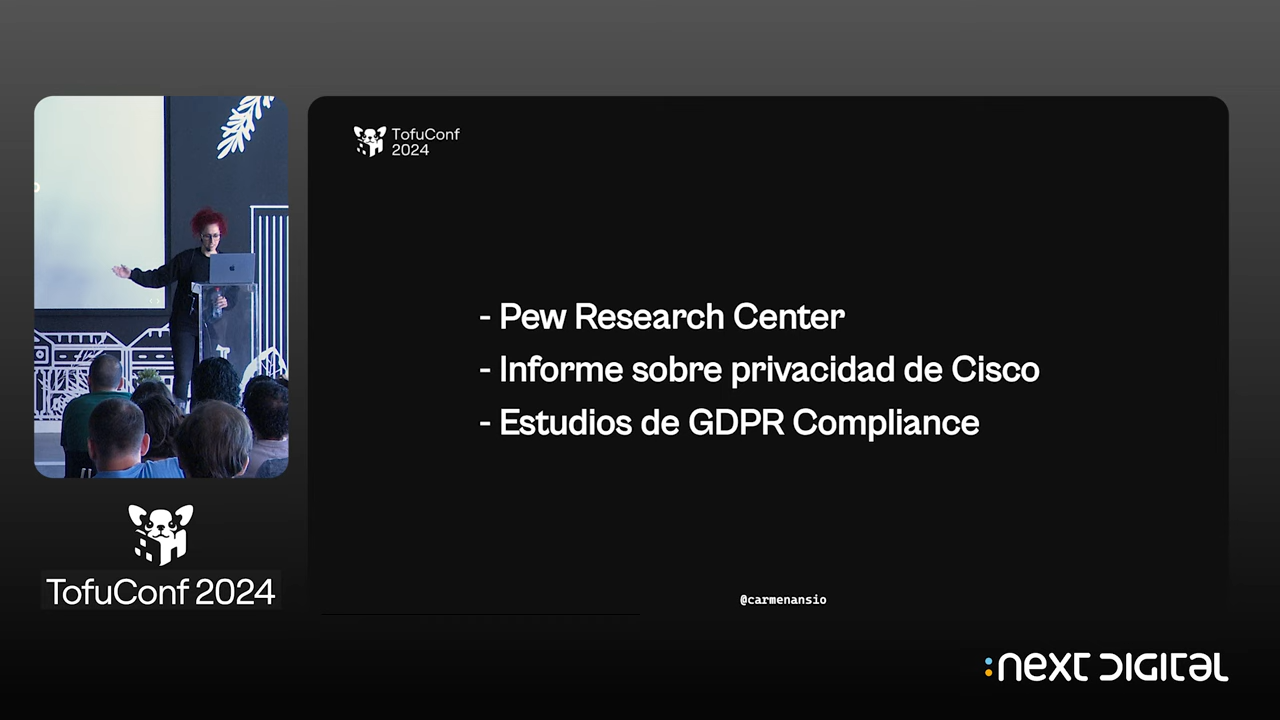 TofuConf
2024
- Pew Research Center
- Informe sobre privacidad de Cisco
- Estudios de GDPR Compliance
@carmenansio
TofuConf 2024
:next digital